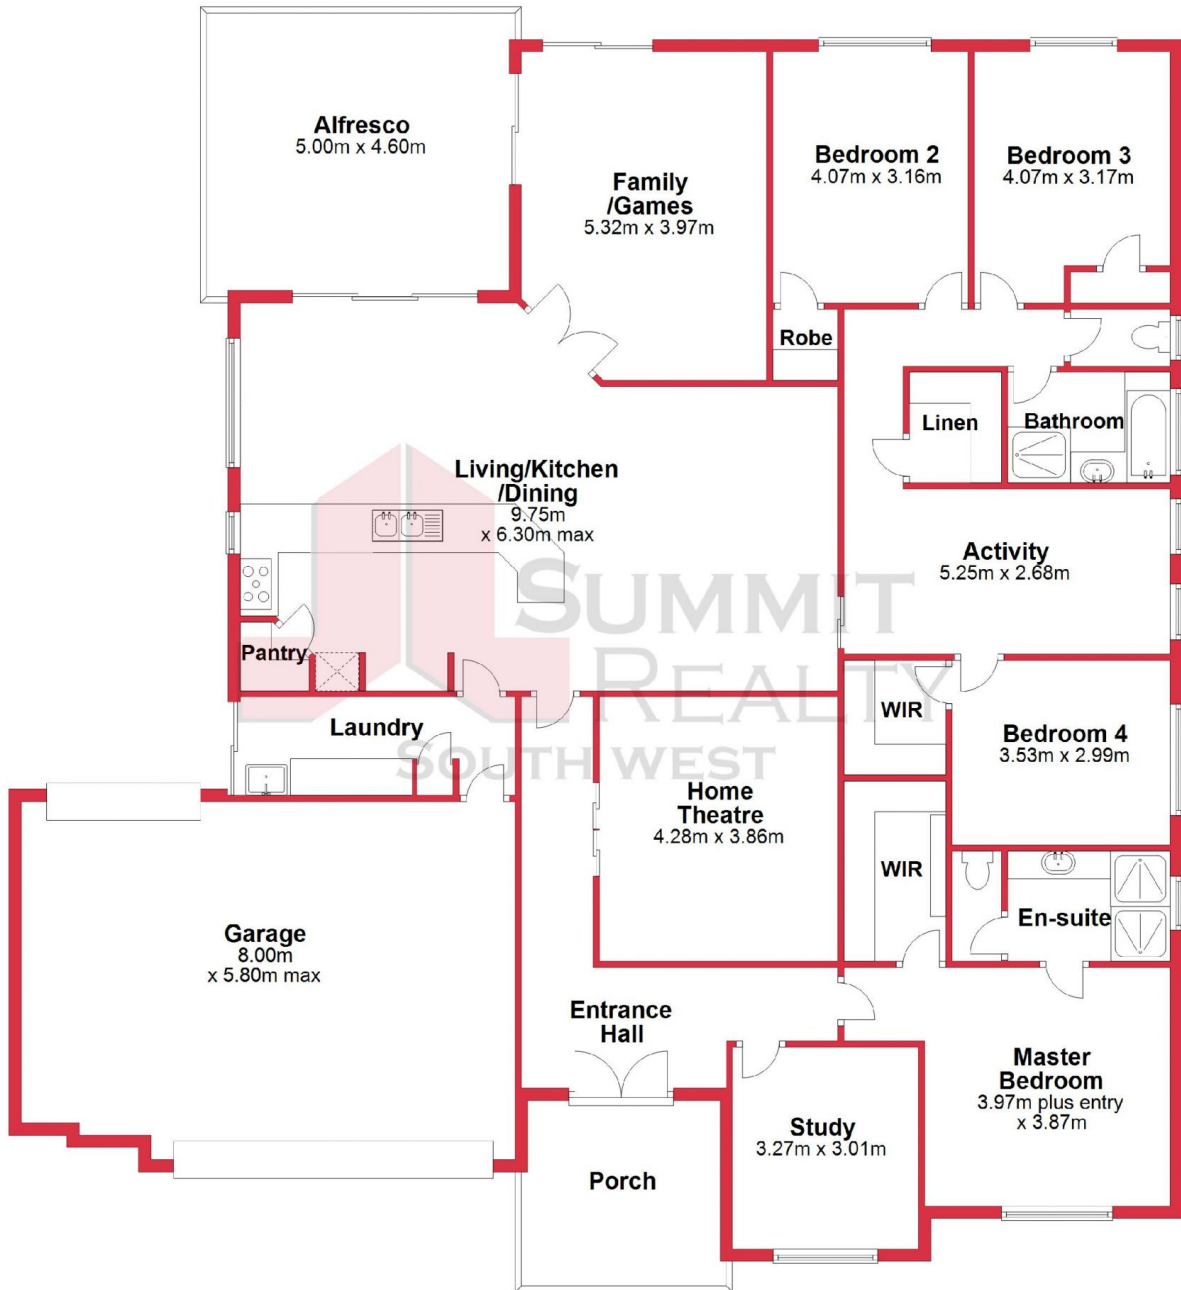 Alfresco
5.00m x 4.60m
Family
/Games
5.32m x 3.97m
Bedroom 2
4.07m x 3.16m
Bedroom 3
4.07m x 3.17m
Robe
Linen
Bathroom
Living/Kitchen
/Dining
9.75m
x 6.30m max
Activity
5.25m x 2.68m
SUMMIT
REALTY
SOUTH WEST
Pantry
Laundry
WIR
Bedroom 4
3.53m x 2.99m
Home
Theatre
4.28m x 3.86m
WIR
En-suite
Garage
8.00m
x 5.80m max
Entrance
Hall
Master
Bedroom
3.97m plus entry
x 3.87m
Study
3.27m x 3.01m
Porch